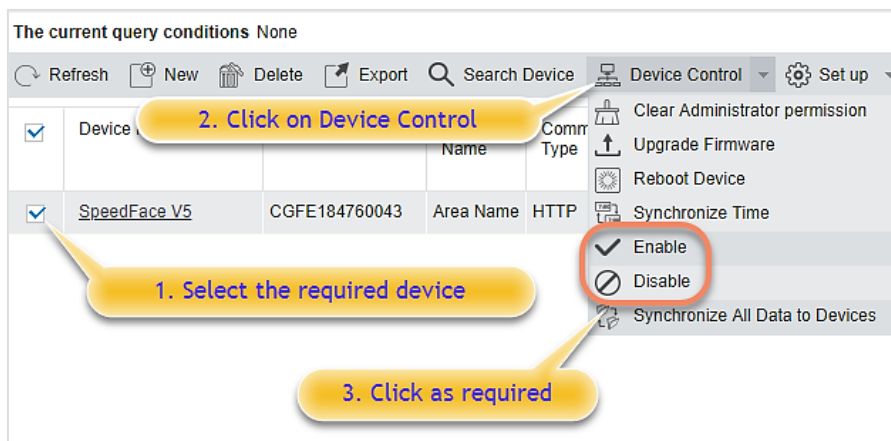 The current query conditions None
Refresh New Delete Export Search Device Device Control Set up
2. Click on Device Control
Clear Administrator permission
Device
Name
Comm
Type
Upgrade Firmware
Reboot Device
SpeedFace V5 CGFE184760043 Area Name HTTP
Synchronize Time
Enable
1. Select the required device
Disable
Synchronize All Data to Devices
3. Click as required